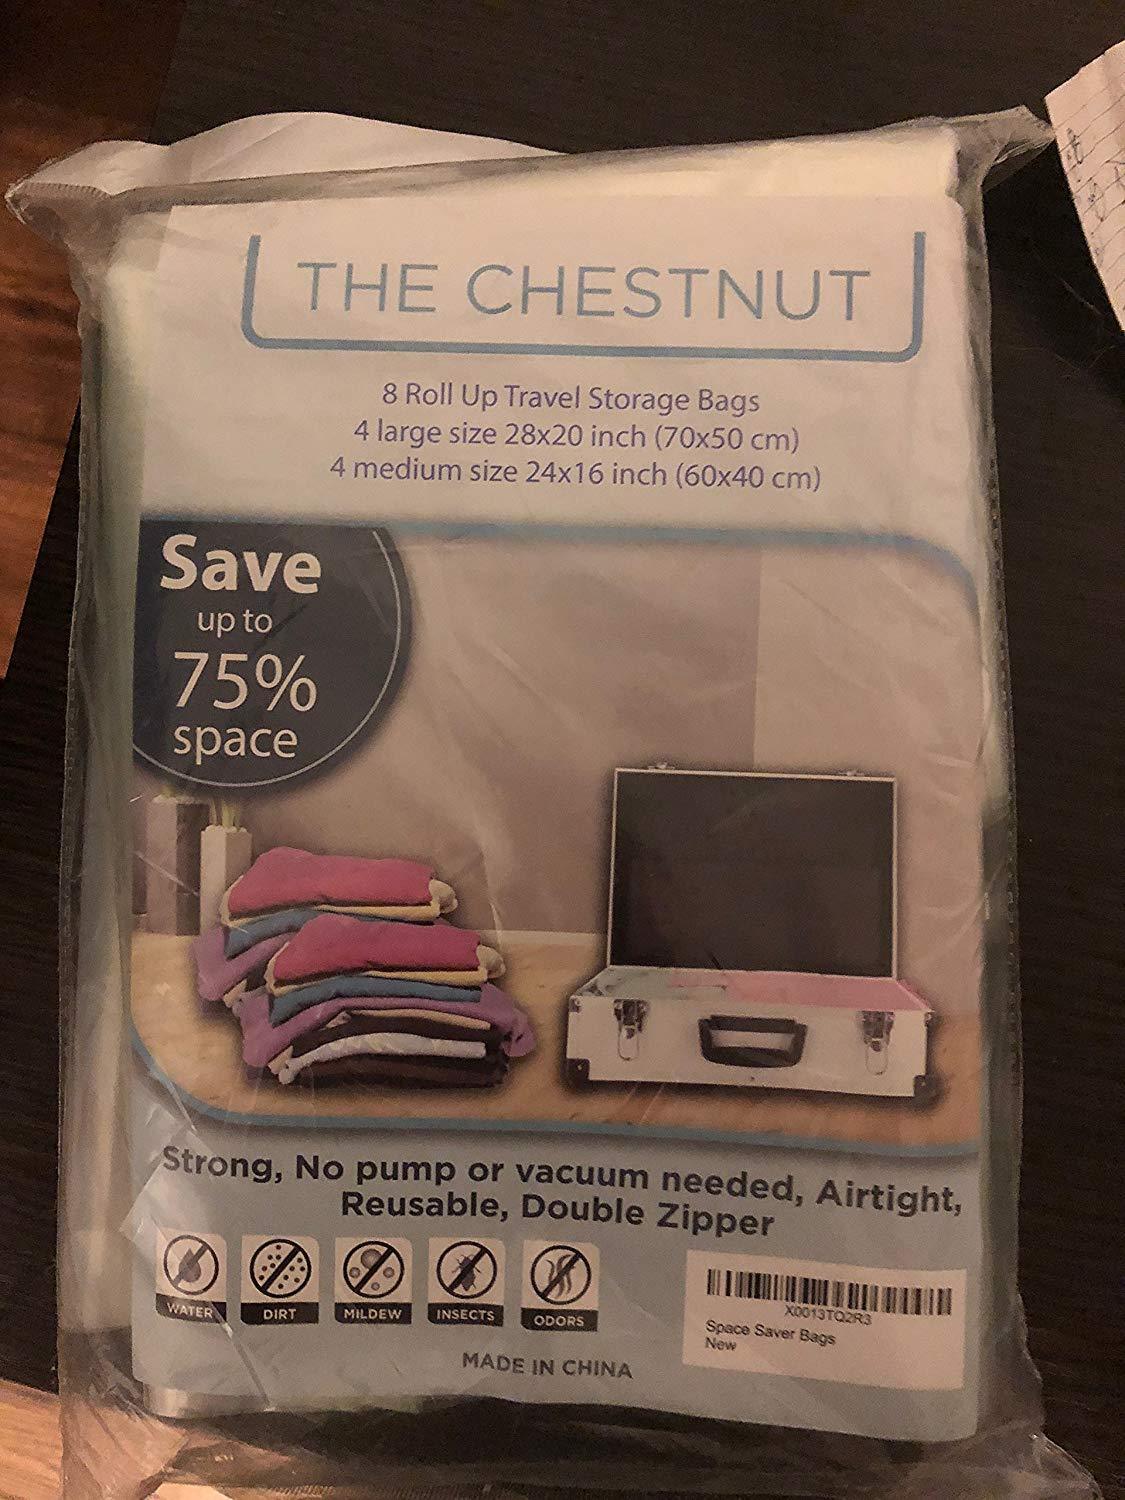 THE CHESTNUT
8 Roll Up Travel Storage Bags
4 large size 28x20 inch (70x50 cm)
4 medium size 24x16 inch (60x40 cm)
Save
up to
75%
space
Strong, No pump or vacuum needed, Airtight,
Reusable, Double Zipper
WATER
DIRT
MILDEW
INSECTS
ODORS
X0013TQ2R3
Space Saver Bags
New
MADE IN CHINA